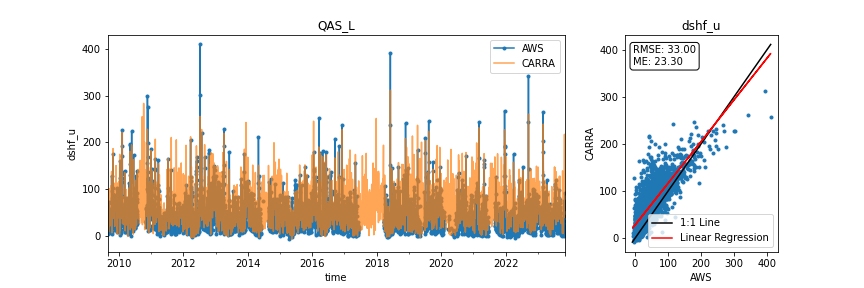 QAS_L
dshf_u
400
300
200
100
0
2010
2012
2014
2016
2018
2020
2022
time
AWS
CARRA
dshf_u
CARRA
400
300
200
100
0
0
100
200
300
400
AWS
RMSE: 33.00
ME: 23.30
1:1 Line
Linear Regression